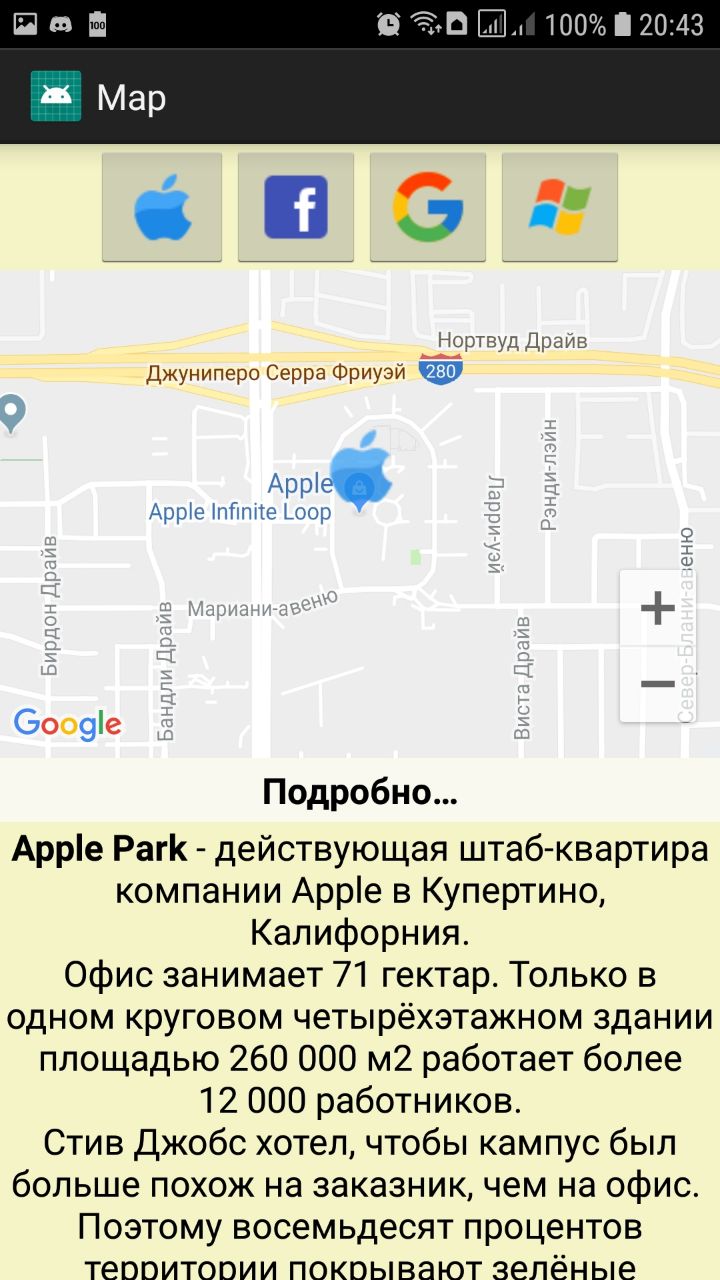 100
100% 20:43
Map
f
G
Нортвуд Драйв
Джуниперо Серра Фриуэй
280
Рэнди-лэйн
Apple
Apple Infinite Loop
Ларри-уэй
Север-Блани-авеню
Бирдон Драйв
Мариани-авеню
Бандли Драйв
Виста Драйв
+
−
Google
Подробно...
Apple Park - действующая штаб-квартира
компании Apple в Купертино,
Калифорния.
Офис занимает 71 гектар. Только в
одном круговом четырёхэтажном здании
площадью 260 000 м2 работает более
12 000 работников.
Стив Джобс хотел, чтобы кампус был
больше похож на заказник, чем на офис.
Поэтому восемьдесят процентов
территории покрывают зелёные